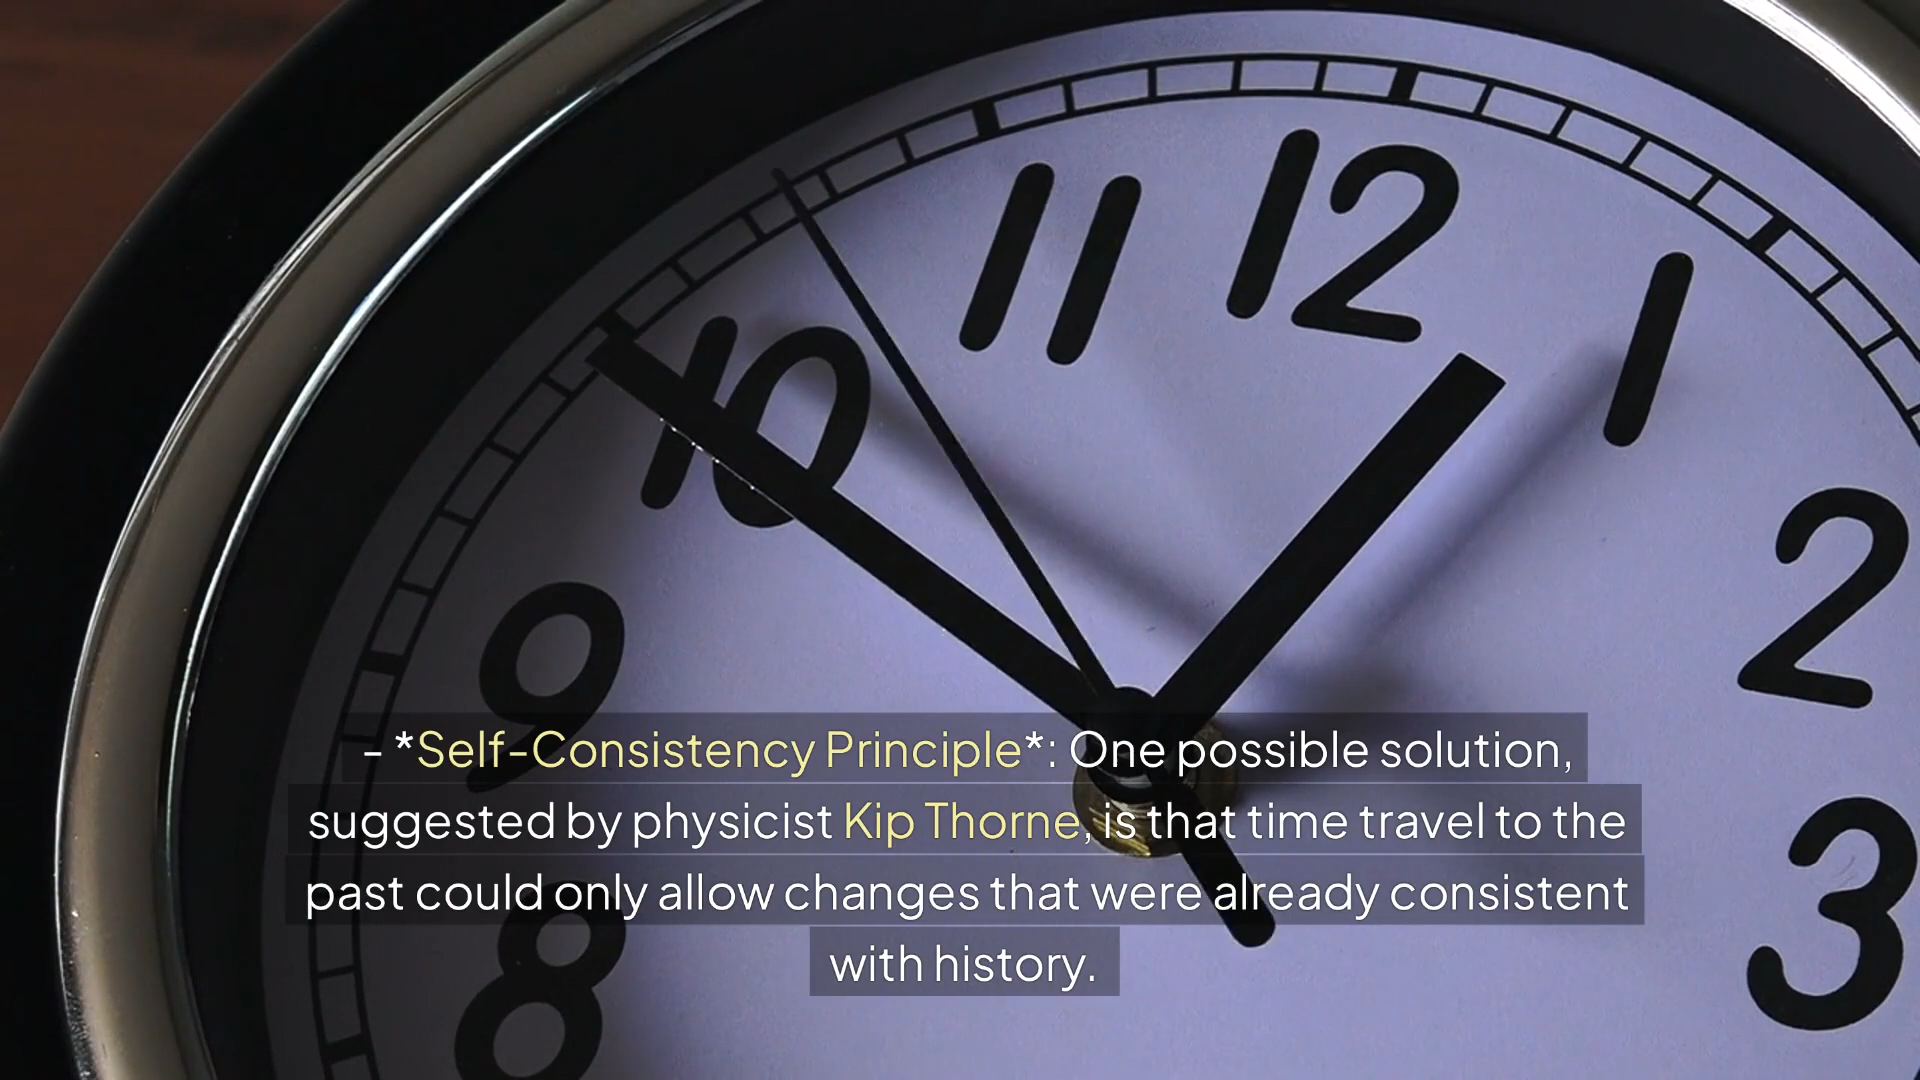 11
12
1
10
2
9
3
8
- *Self-Consistency Principle*: One possible solution,
suggested by physicist Kip Thorne, is that time travel to the
past could only allow changes that were already consistent
with history.